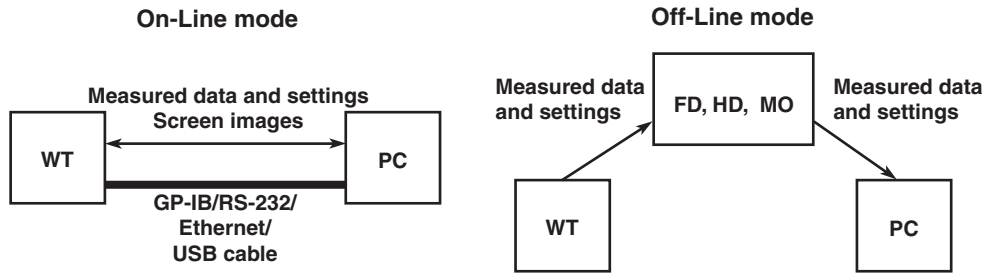 On-Line mode
Measured data and settings
Screen images
WT
PC
GP-IB/RS-232/
Ethernet/
USB cable
Off-Line mode
Measured data
and settings
FD, HD, MO
Measured data
and settings
WT
PC